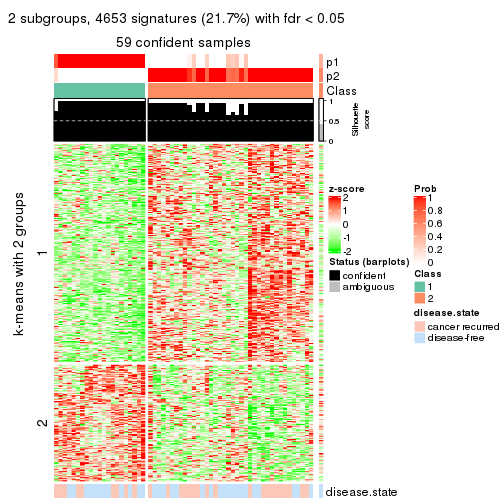 2 subgroups, 4653 signatures (21.7%) with fdr < 0.05
59 confident samples
p1
p2
Class
1
0.5
0
Silhouette
score
k-means with 2 groups
1
2
disease.state
z-score
2
1
0
-1
-2
Status (barplots)
confident
ambiguous
Prob
1
0.8
0.6
0.4
0.2
0
Class
1
2
disease.state
cancer recurred
disease-free